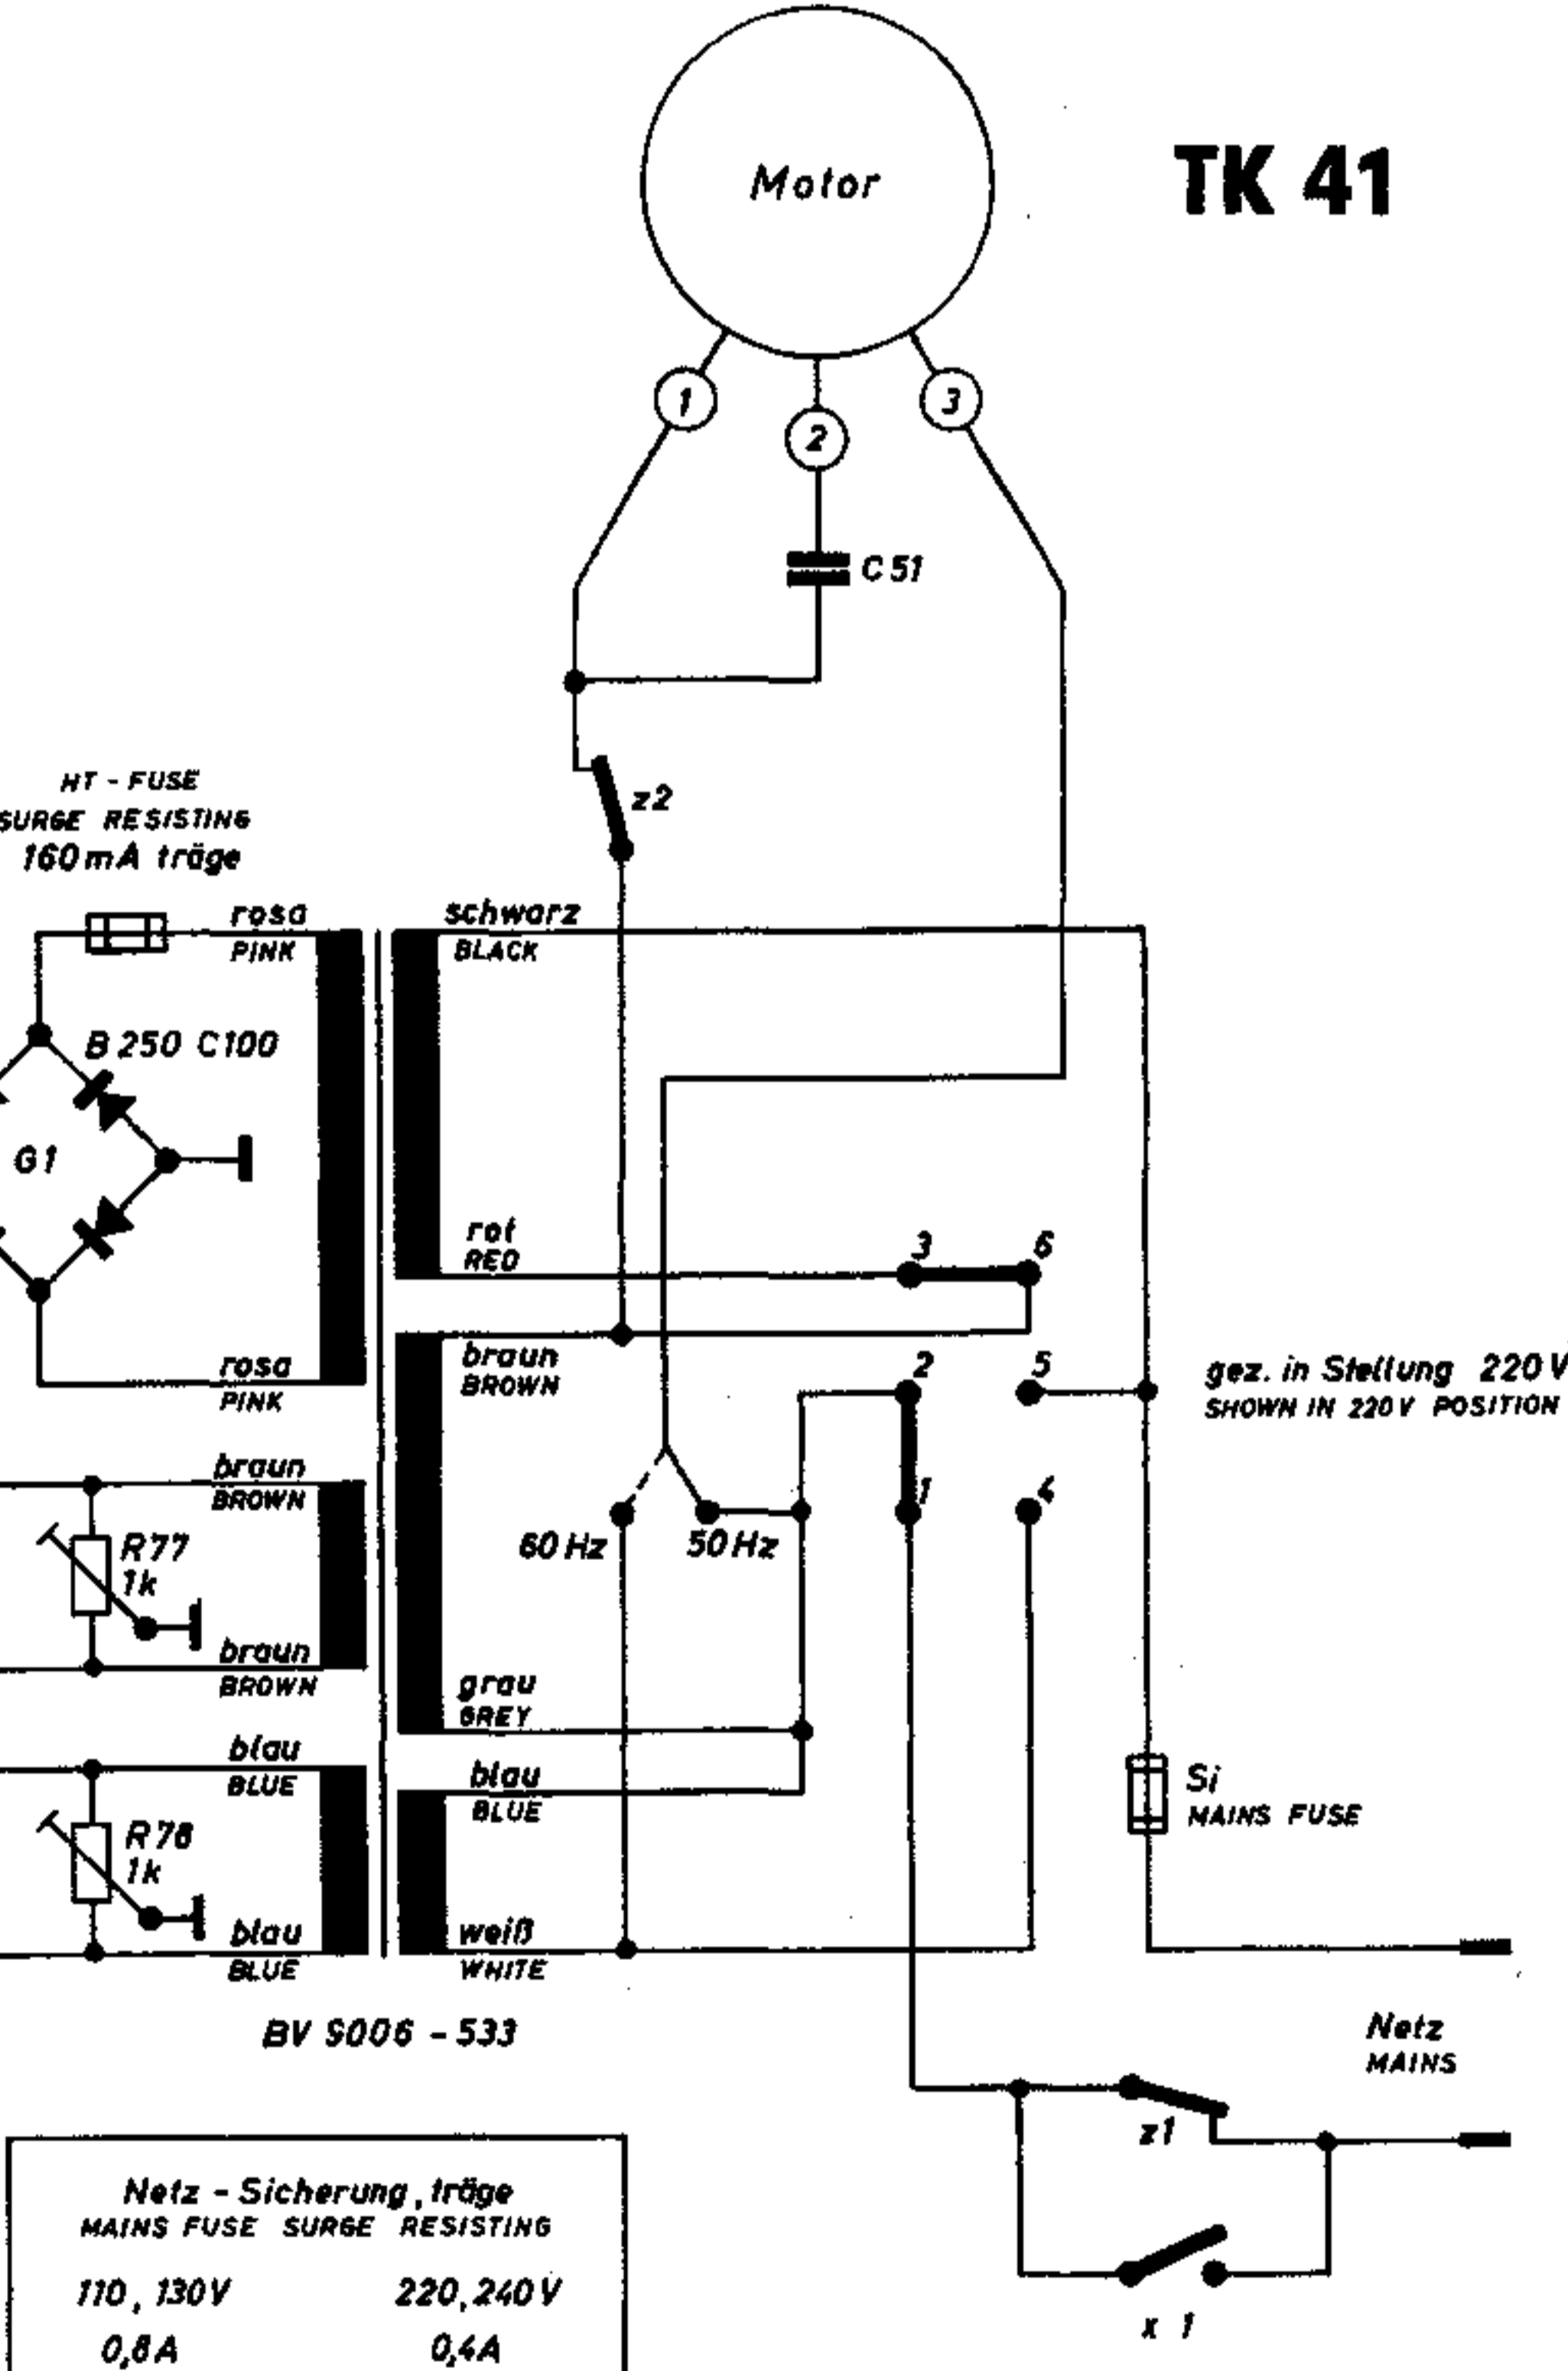 Motor
TK 41
1
2
3
C51
HT - FUSE
SURGE RESISTING
160mA träge
z2
rosa
PINK
schwarz
BLACK
B 250 C100
G1
rot
RED
3
6
rosa
PINK
braun
BROWN
2
5
gez. in Stellung 220V
SHOWN IN 220V POSITION
braun
BROWN
1
4
R77
1k
60 Hz
50 Hz
braun
BROWN
grau
GREY
blau
BLUE
blau
BLUE
Si
MAINS FUSE
R78
1k
blau
BLUE
weiß
WHITE
BV 9006 - 533
Netz
MAINS
z1
Netz - Sicherung, träge
MAINS FUSE SURGE RESISTING
110, 130V
220, 240V
0,8A
0,4A
x 1